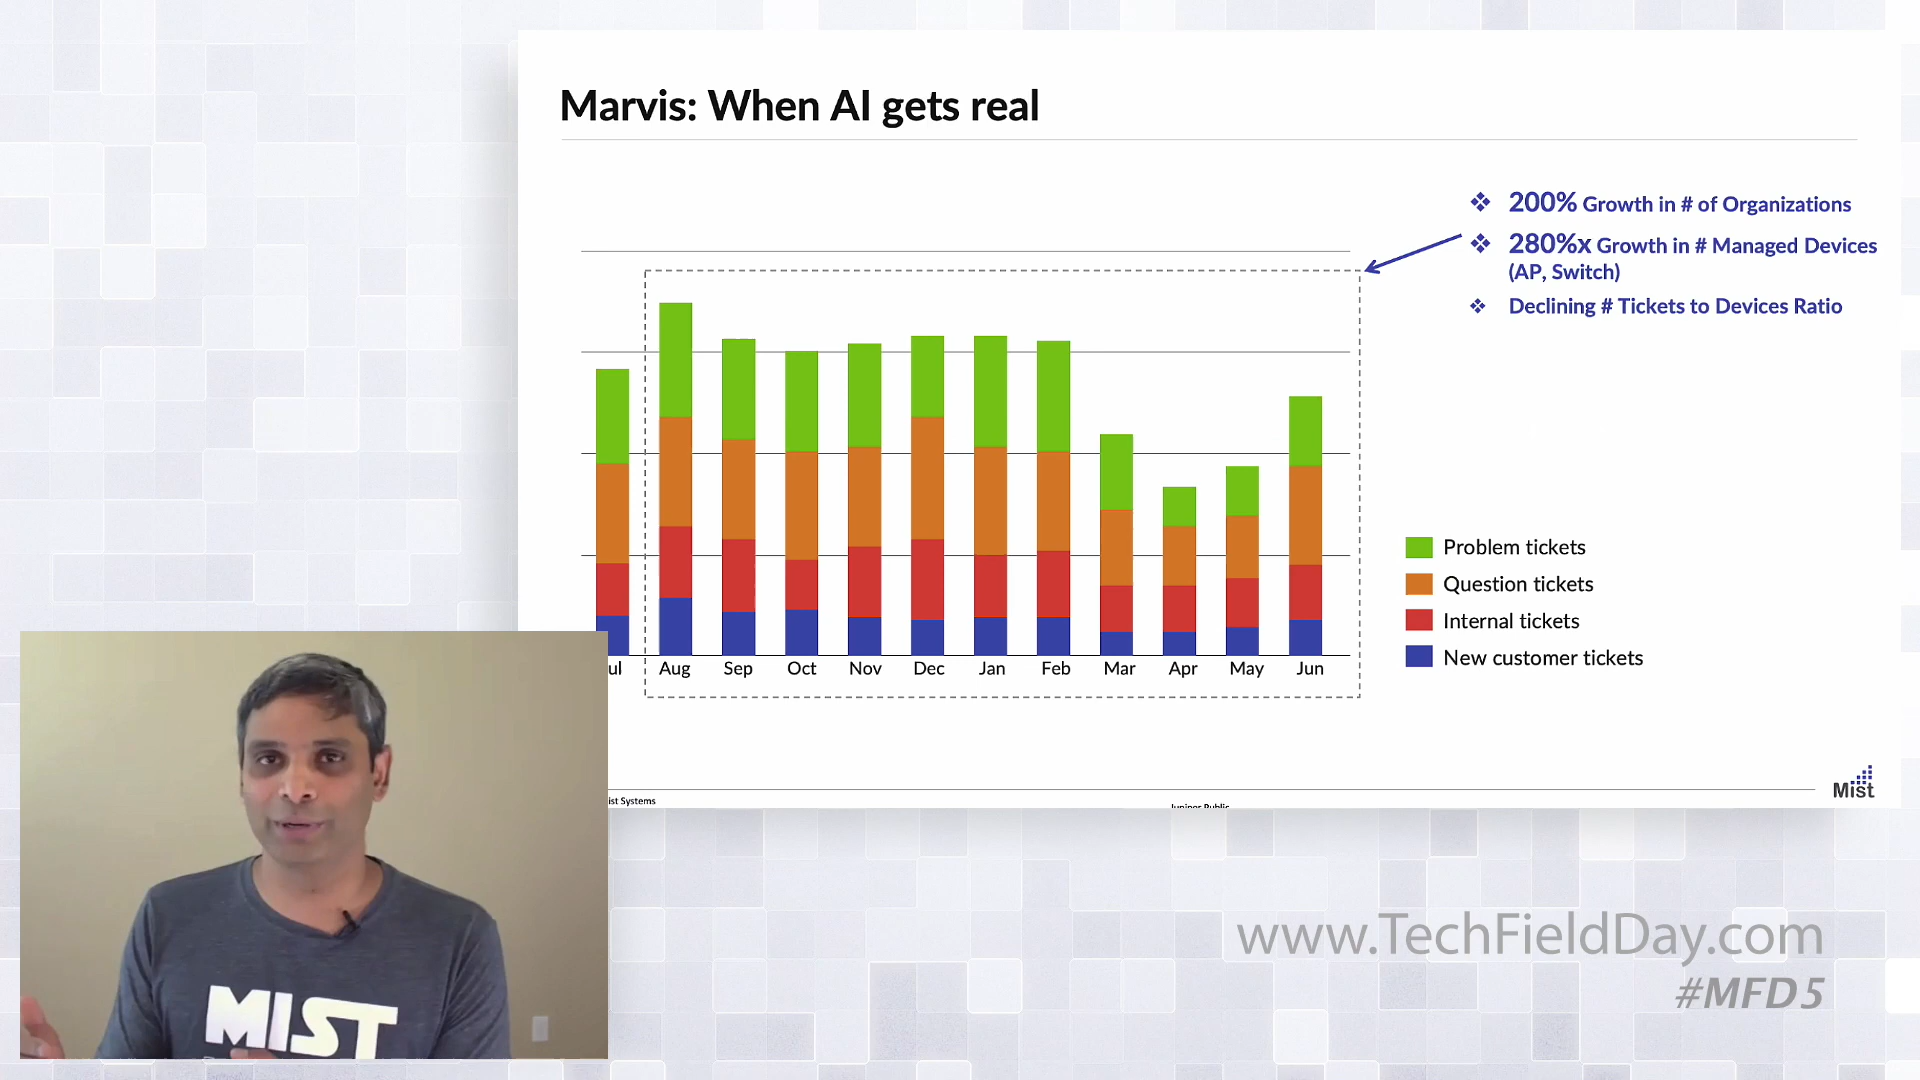 Marvis: When AI gets real
❖ 200% Growth in # of Organizations
❖ 280%x Growth in # Managed Devices
(AP, Switch)
❖ Declining # Tickets to Devices Ratio
ul Aug Sep Oct Nov Dec Jan Feb Mar Apr May Jun
Problem tickets
Question tickets
Internal tickets
New customer tickets
ist Systems
Juniper Public
Mist
MIST
www.TechFieldDay.com
#MFD5